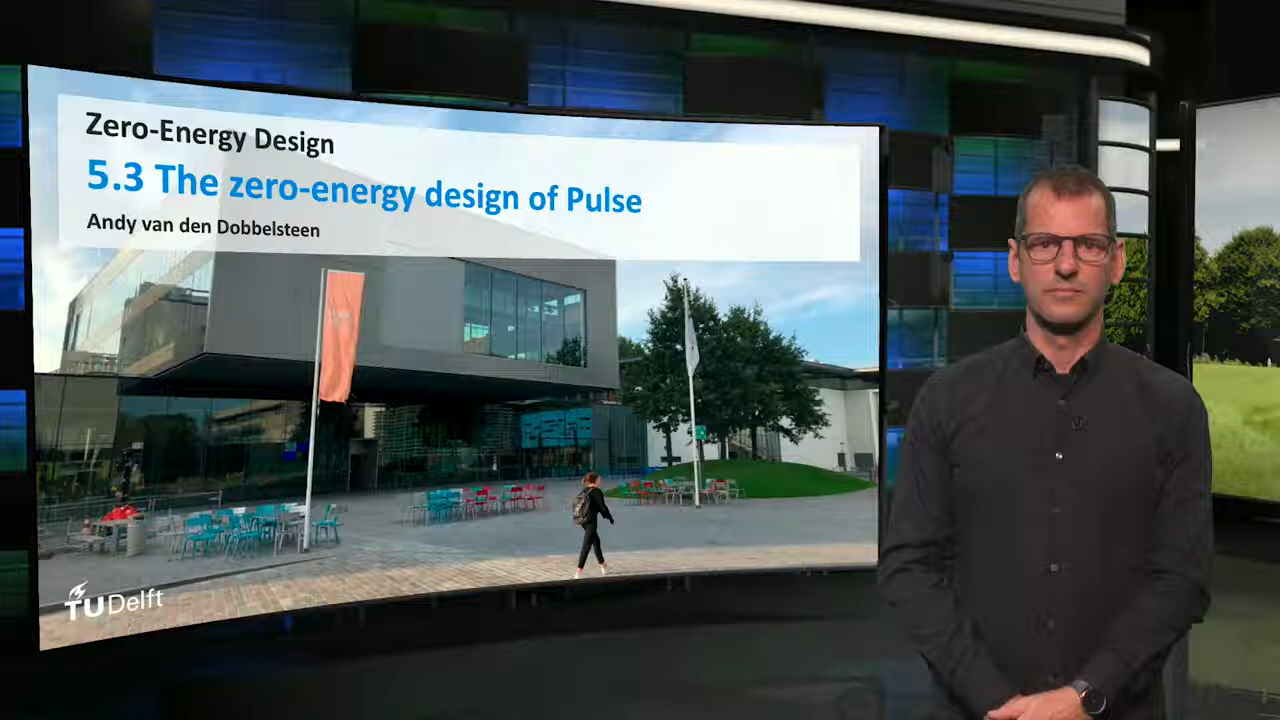 Zero-Energy Design
5.3 The zero-energy design of Pulse
Andy van den Dobbelsteen
TU Delft